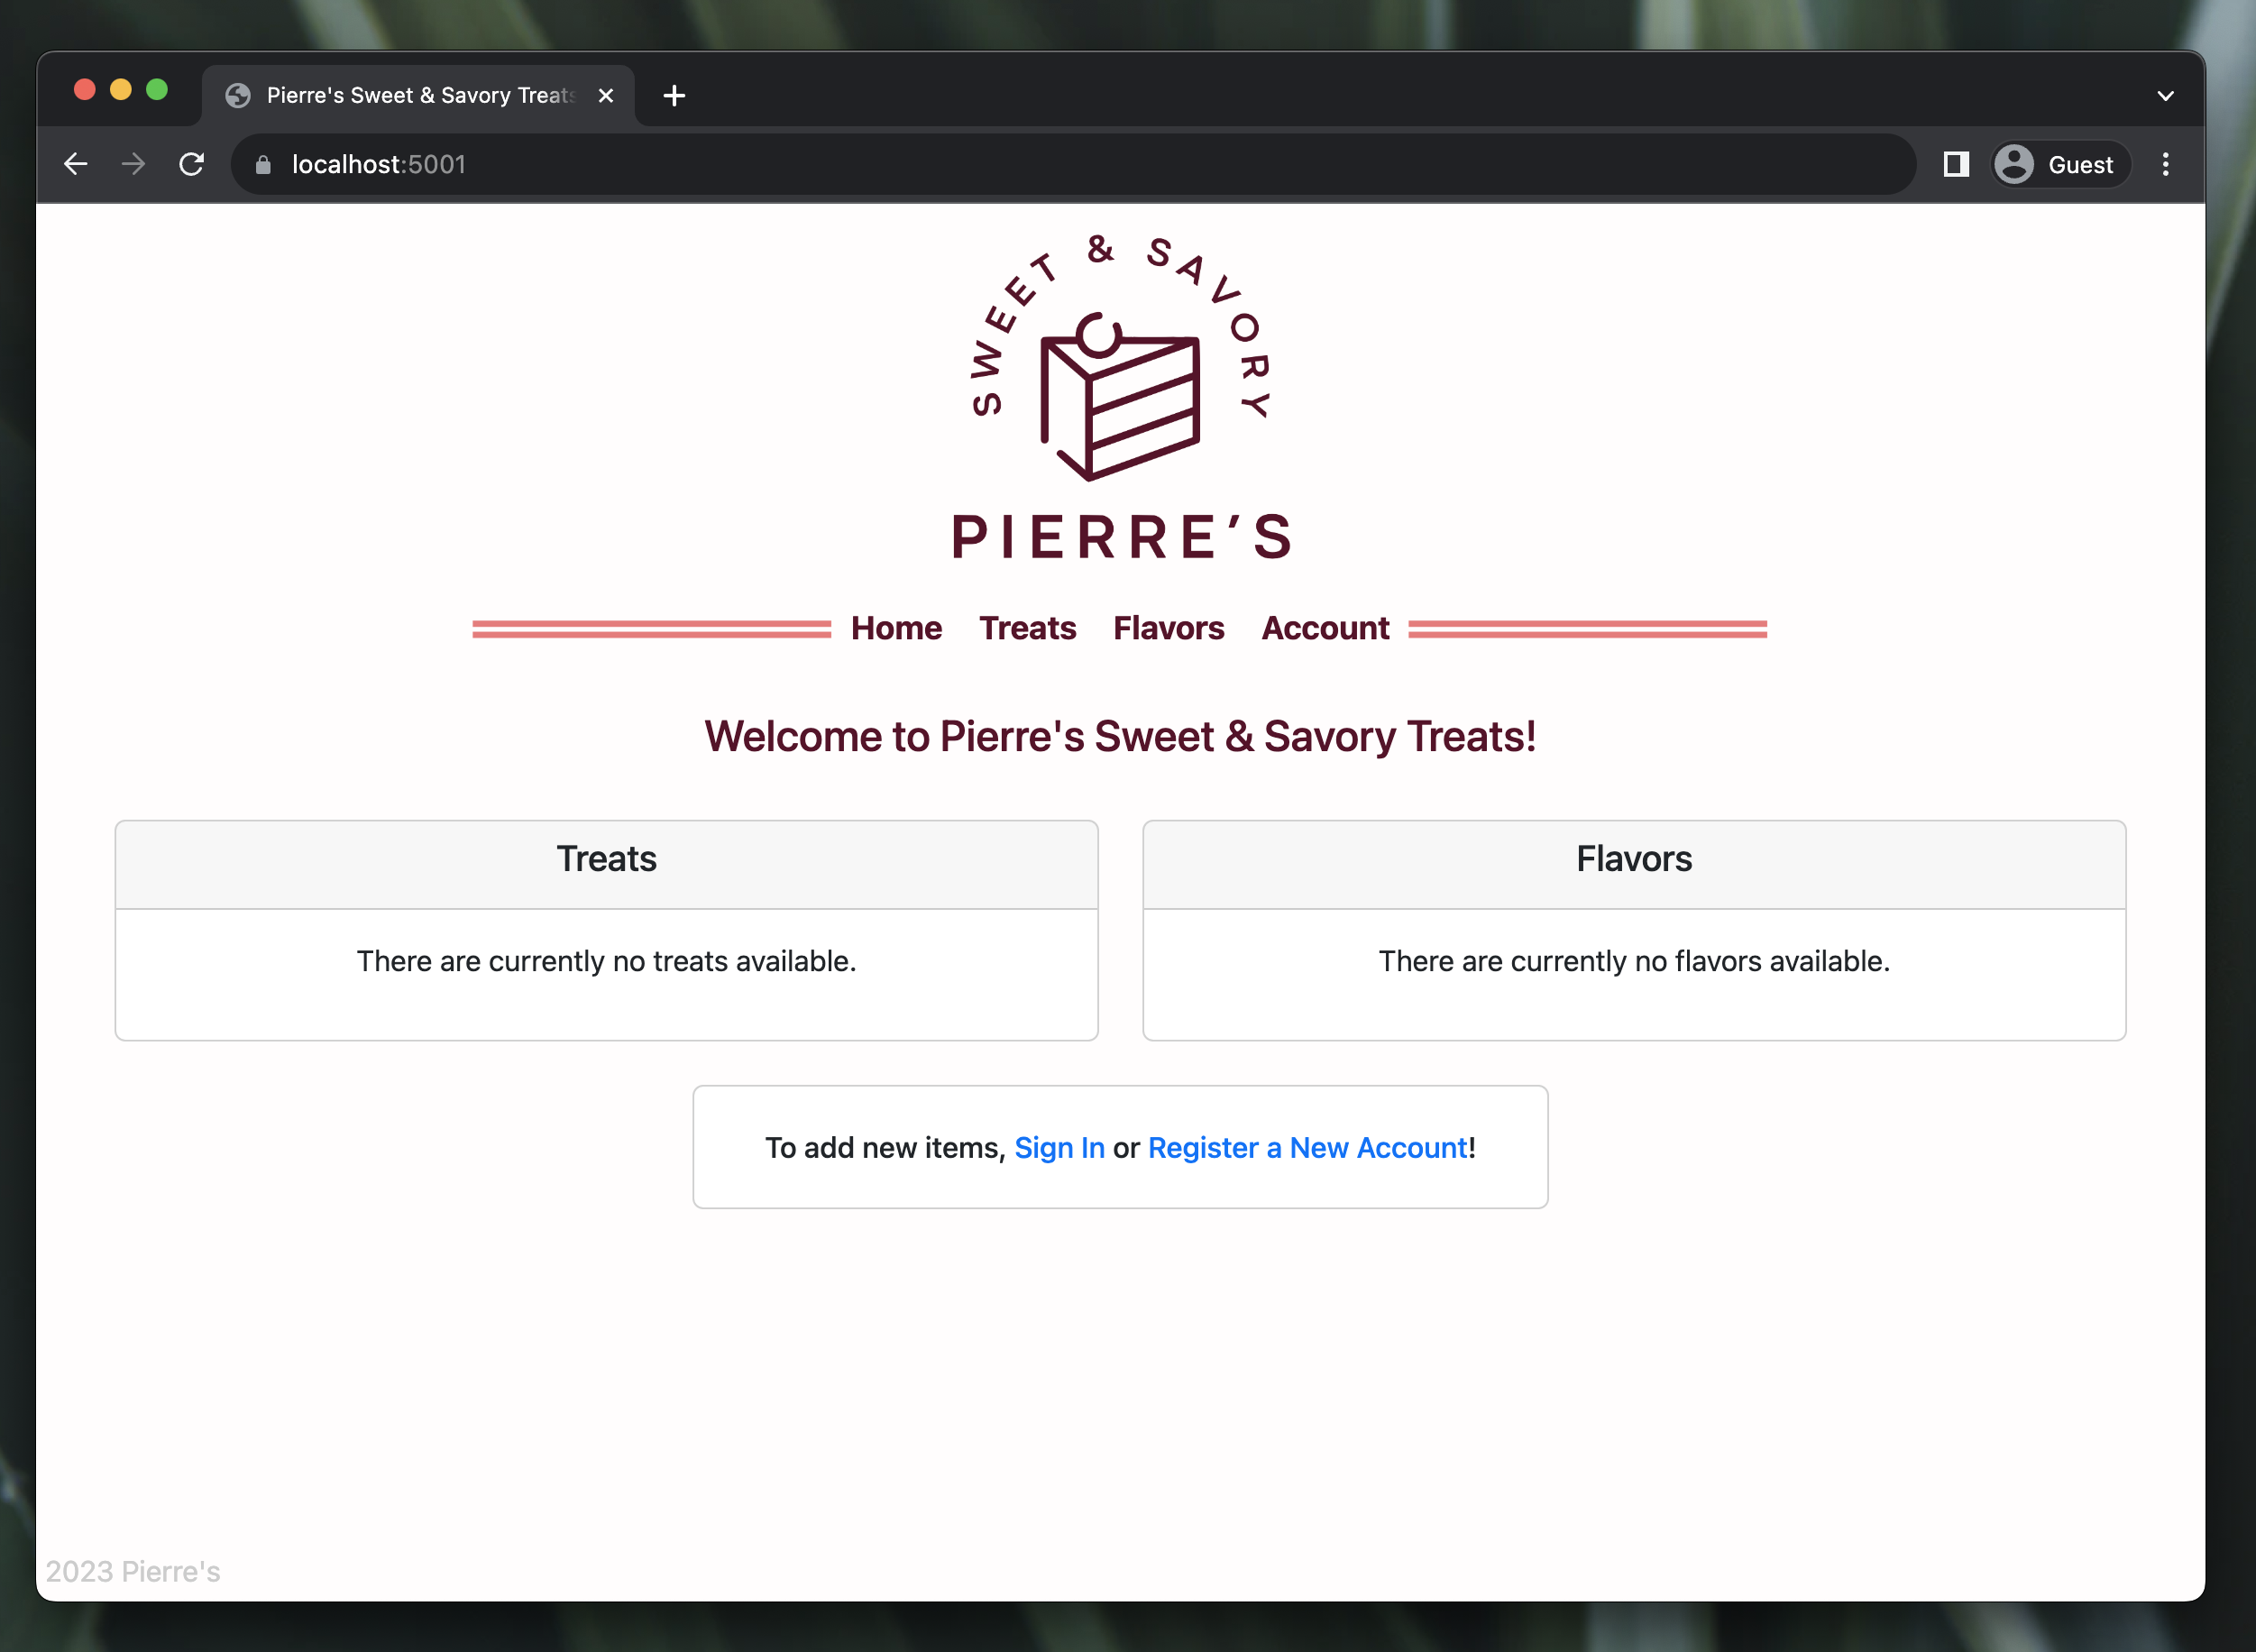 Pierre's Sweet & Savory Treats
localhost:5001
Guest
SWEET & SAVORY
PIERRE’S
Home Treats Flavors Account
Welcome to Pierre's Sweet & Savory Treats!
Treats
There are currently no treats available.
Flavors
There are currently no flavors available.
To add new items, Sign In or Register a New Account!
2023 Pierre's